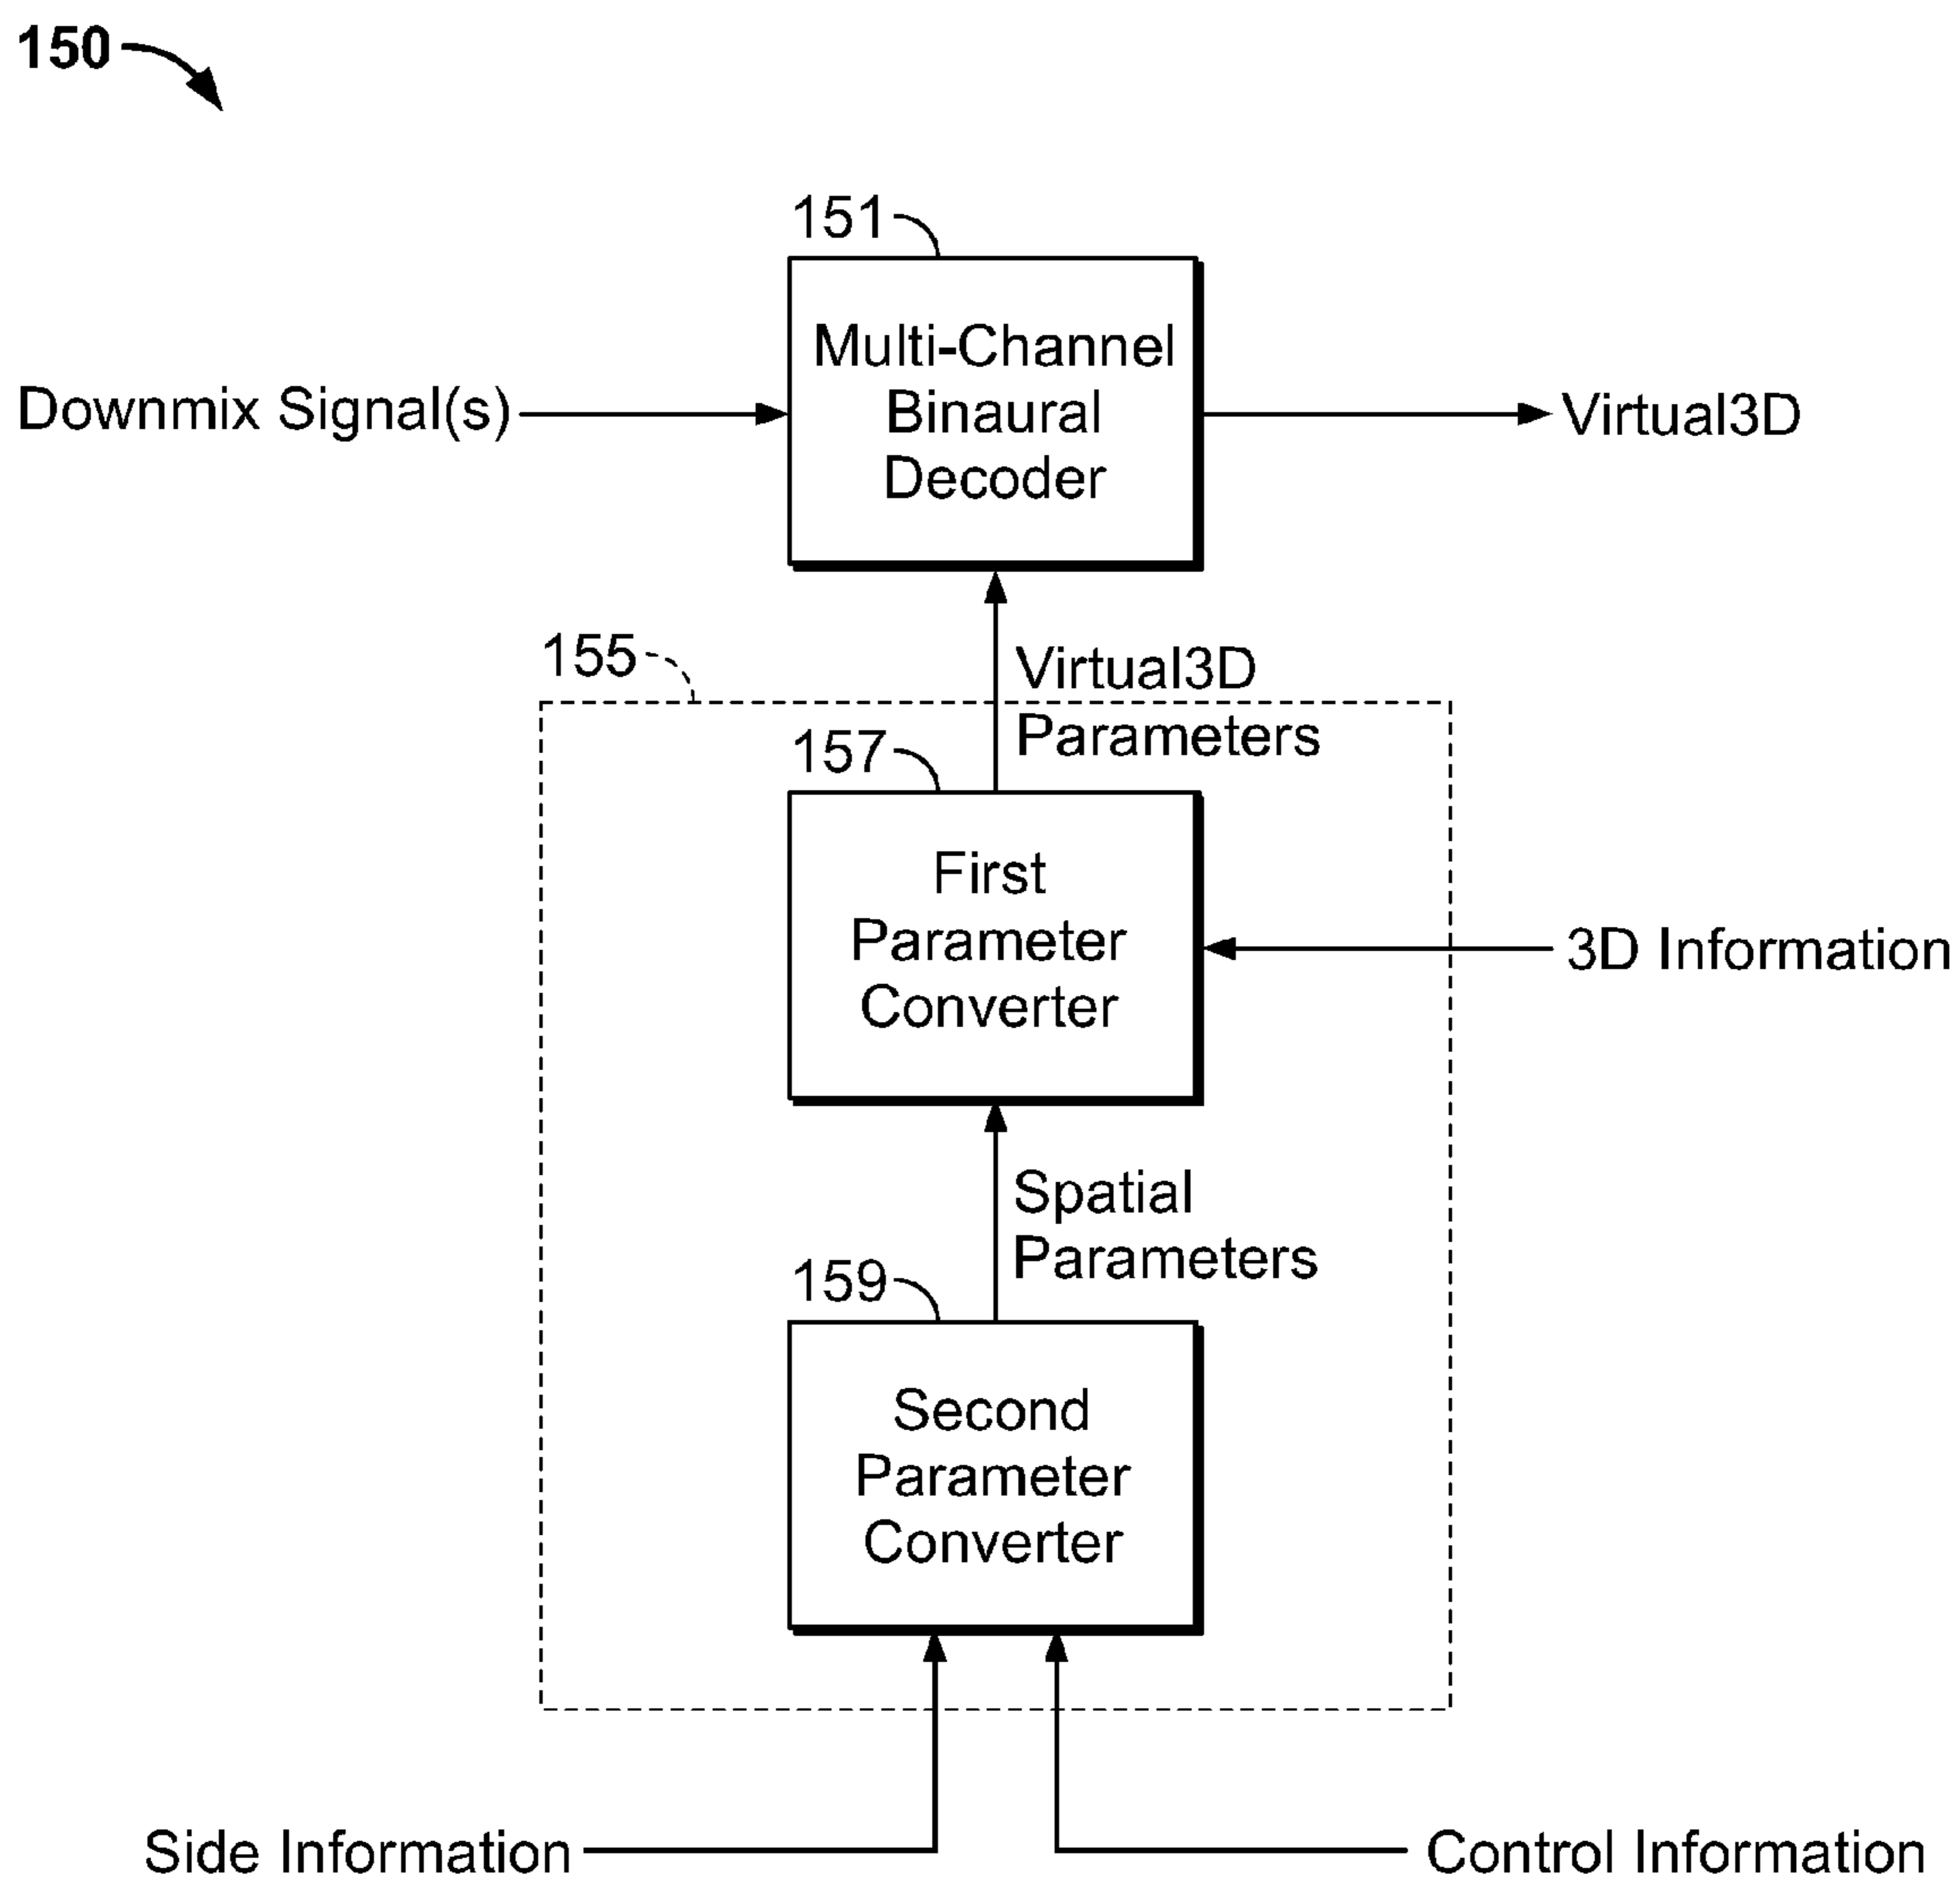 150
151
Multi-Channel
Binaural
Decoder
Downmix Signal(s)
Virtual3D
155
Virtual3D
Parameters
157
First
Parameter
Converter
3D Information
Spatial
Parameters
159
Second
Parameter
Converter
Side Information
Control Information